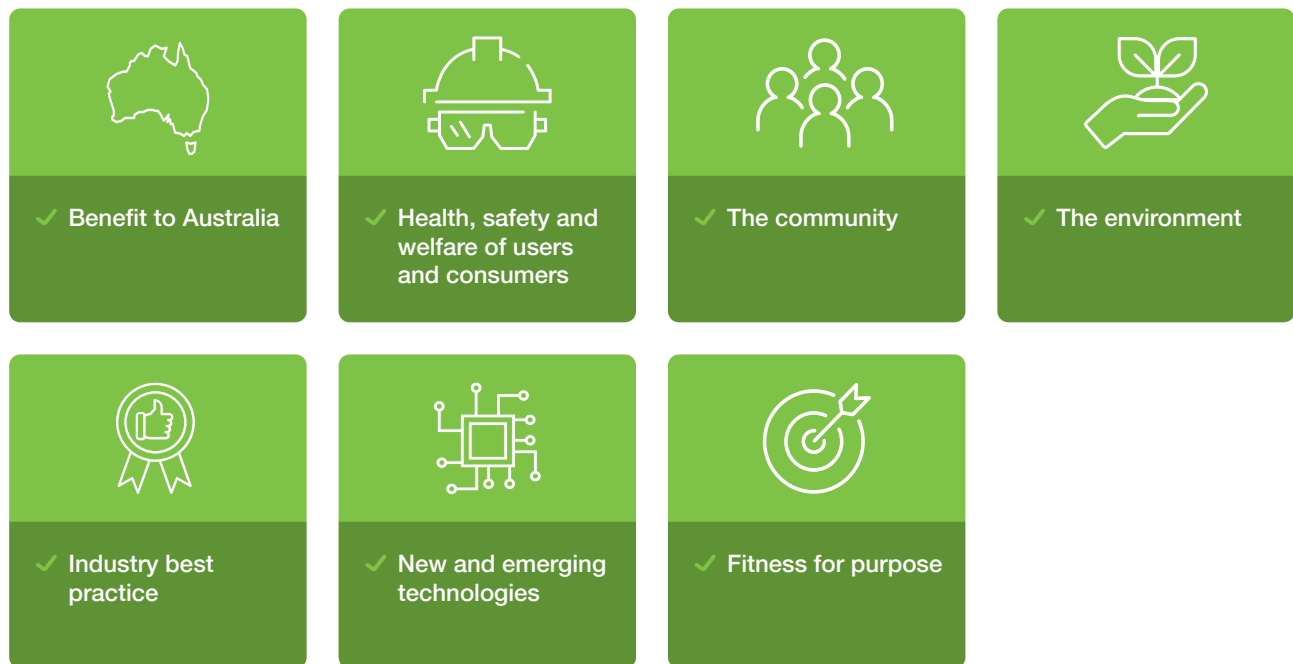 Benefit to Australia
Health, safety and
welfare of users
and consumers
The community
The environment
Industry best
practice
New and emerging
technologies
Fitness for purpose